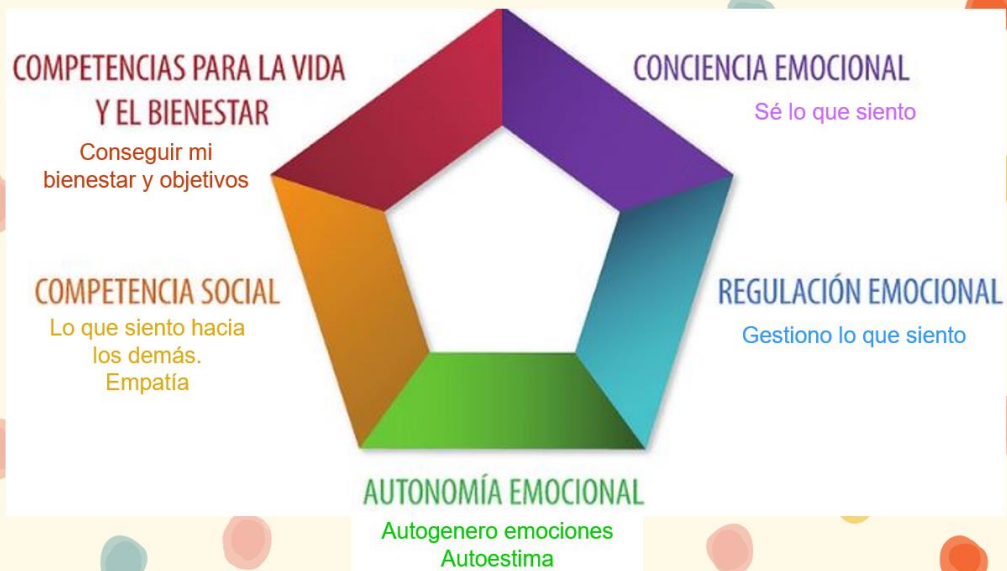 COMPETENCIAS PARA LA VIDA
Y EL BIENESTAR
Conseguir mi
bienestar y objetivos
CONCIENCIA EMOCIONAL
Sé lo que siento
COMPETENCIA SOCIAL
Lo que siento hacia
los demás.
Empatía
REGULACIÓN EMOCIONAL
Gestiono lo que siento
AUTONOMÍA EMOCIONAL
Autogenero emociones
Autoestima